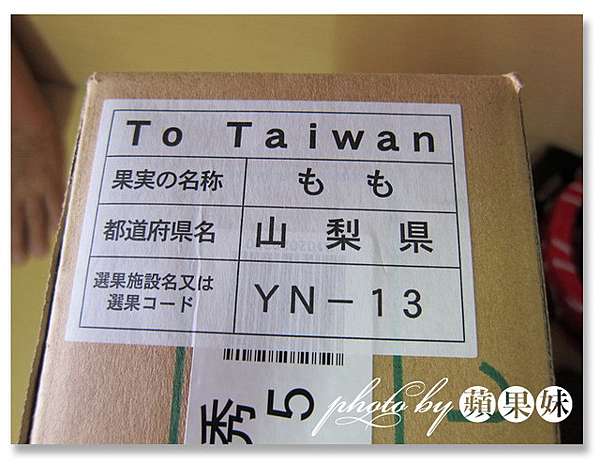 To Taiwan
果実の名称 もも
都道府県名 山梨県
選果施設名又は
選果コード YN-13
秀 5
photo by 蘋果妹